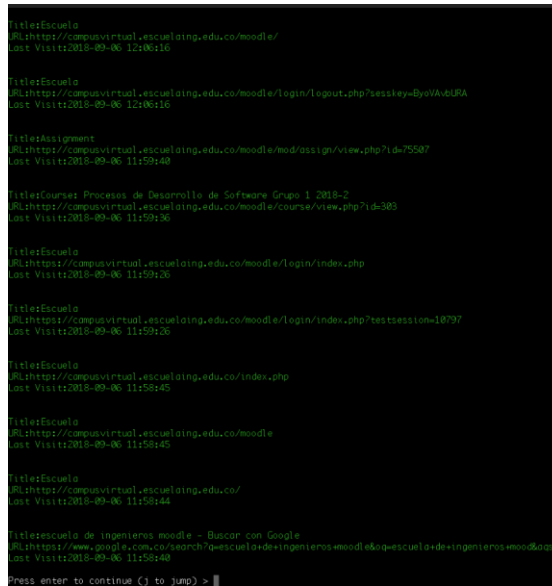 Title:Escuela
URL:http://campusvirtual.escuelaing.edu.co/moodle/
Last Visit:2018-09-06 12:06:16
Title:Escuela
URL:http://campusvirtual.escuelaing.edu.co/moodle/login/logout.php?sesskey=ByoVAvbURA
Last Visit:2018-09-06 12:06:16
Title:Assignment
URL:http://campusvirtual.escuelaing.edu.co/moodle/mod/assign/view.php?id=75507
Last Visit:2018-09-06 11:59:40
Title:Course: Procesos de Desarrollo de Software Grupo 1 2018-2
URL:http://campusvirtual.escuelaing.edu.co/moodle/course/view.php?id=303
Last Visit:2018-09-06 11:59:36
Title:Escuela
URL:https://campusvirtual.escuelaing.edu.co/moodle/login/index.php
Last Visit:2018-09-06 11:59:26
Title:Escuela
URL:https://campusvirtual.escuelaing.edu.co/moodle/login/index.php?testsession=10797
Last Visit:2018-09-06 11:59:26
Title:Escuela
URL:http://campusvirtual.escuelaing.edu.co/index.php
Last Visit:2018-09-06 11:58:45
Title:Escuela
URL:http://campusvirtual.escuelaing.edu.co/moodle
Last Visit:2018-09-06 11:58:45
Title:Escuela
URL:http://campusvirtual.escuelaing.edu.co/
Last Visit:2018-09-06 11:58:44
Title:escuela de ingenieros moodle - Buscar con Google
URL:https://www.google.com.co/search?q=escuela+de+ingenieros+moodle&oq=escuela+de+ingenieros+mood&aqs
Last Visit:2018-09-06 11:58:40
Press enter to continue (j to jump) >